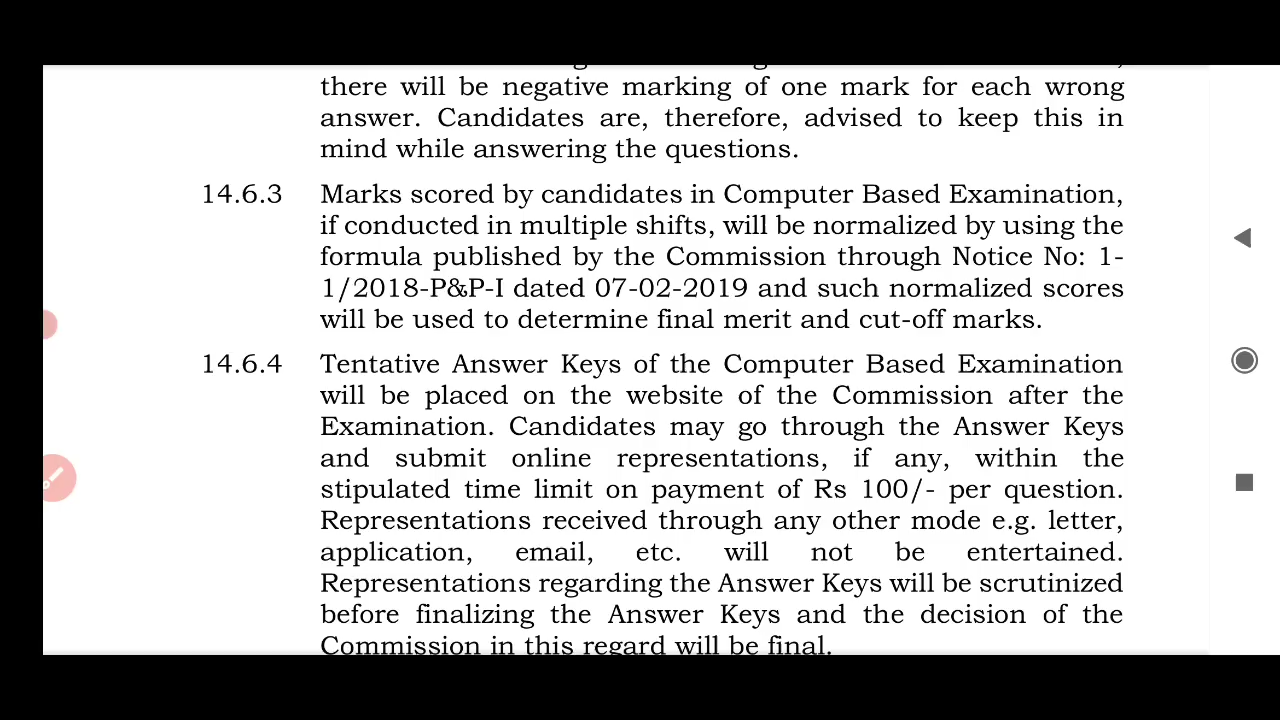 there will be negative marking of one mark for each wrong
answer. Candidates are, therefore, advised to keep this in
mind while answering the questions.
14.6.3 Marks scored by candidates in Computer Based Examination,
if conducted in multiple shifts, will be normalized by using the
formula published by the Commission through Notice No: 1-
1/2018-P&P-I dated 07-02-2019 and such normalized scores
will be used to determine final merit and cut-off marks.
14.6.4 Tentative Answer Keys of the Computer Based Examination
will be placed on the website of the Commission after the
Examination. Candidates may go through the Answer Keys
and submit online representations, if any, within the
stipulated time limit on payment of Rs 100/- per question.
Representations received through any other mode e.g. letter,
application, email, etc. will not be entertained.
Representations regarding the Answer Keys will be scrutinized
before finalizing the Answer Keys and the decision of the
Commission in this regard will be final.